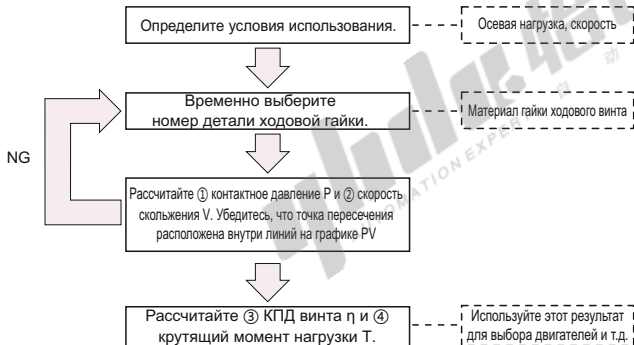 Определите условия использования.
Осевая нагрузка, скорость
Временно выберите
номер детали ходовой гайки.
Материал гайки ходового винта
NG
Рассчитайте ① контактное давление P и ② скорость
скольжения V. Убедитесь, что точка пересечения
расположена внутри линий на графике PV
Рассчитайте ③ КПД винта η и ④
крутящий момент нагрузки T.
Используйте этот результат
для выбора двигателей и т.д.
AUTOMATION EXPERT